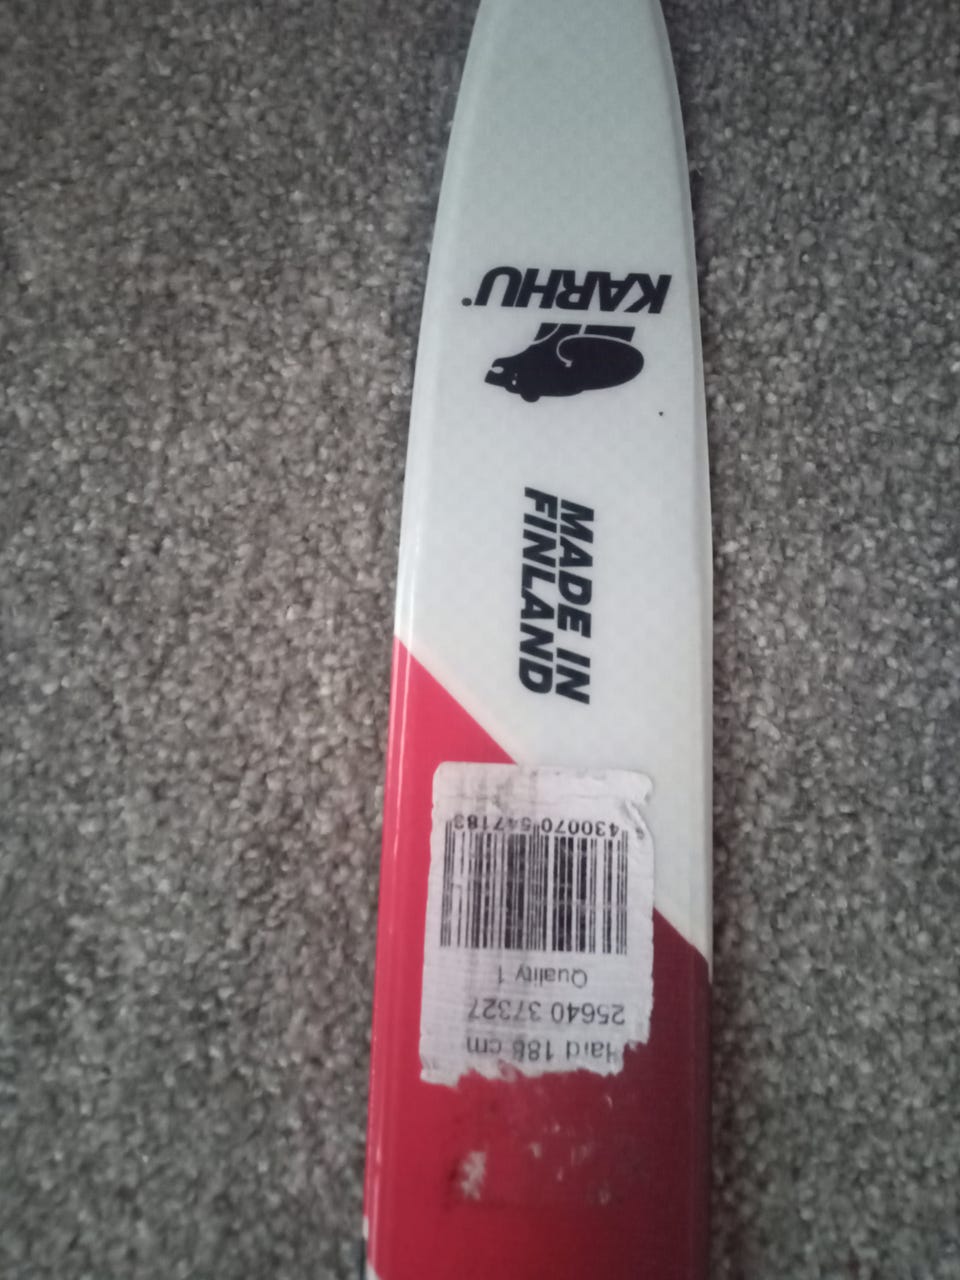 Hard 188 cm
25640 37327
Quality 1
430070 547183
MADE IN
FINLAND
KARHU®